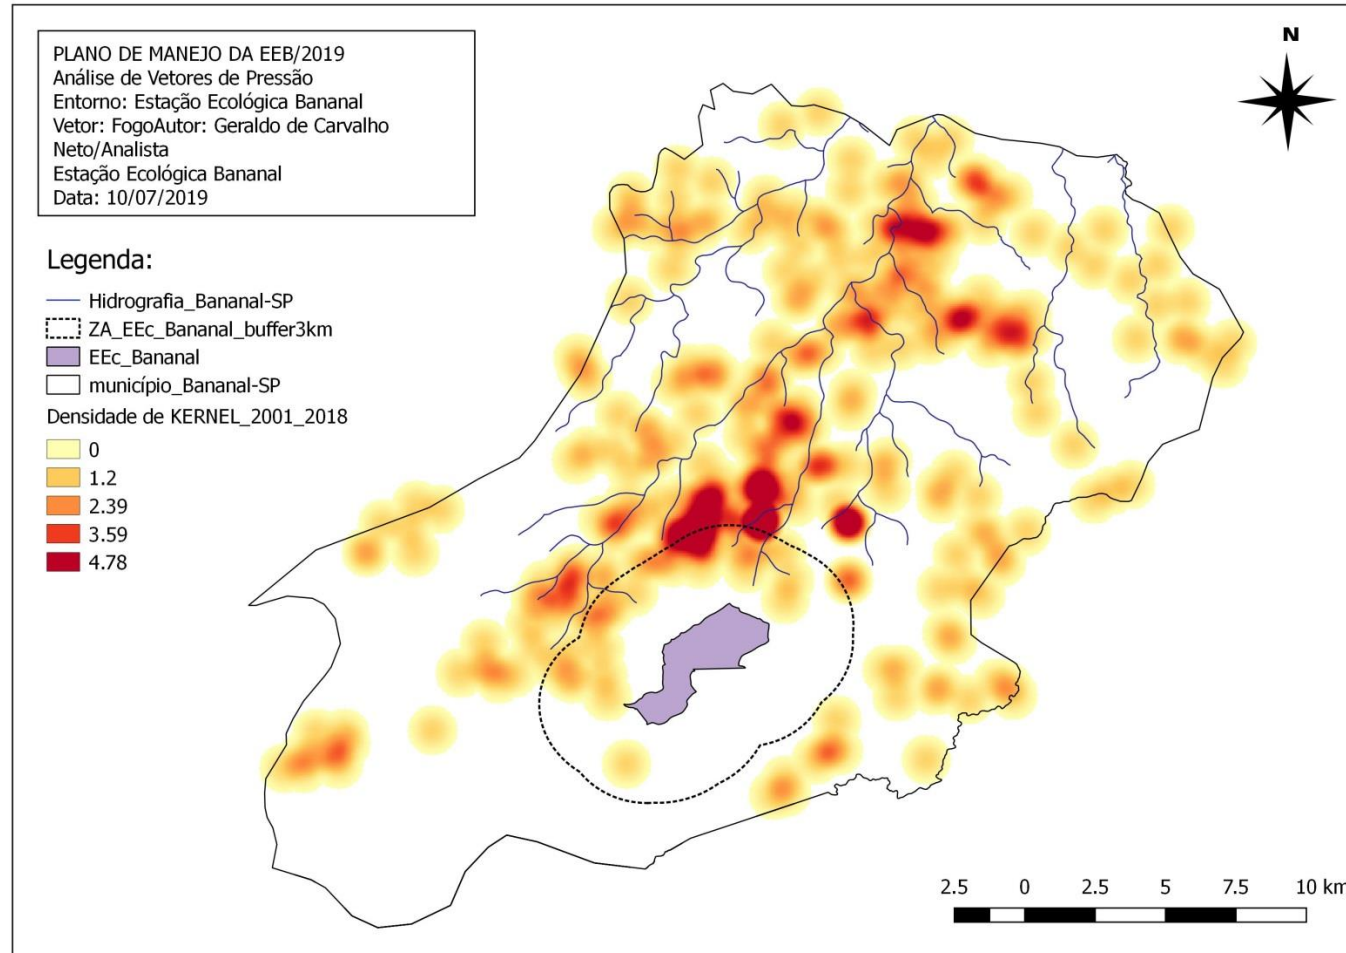 PLANO DE MANEJO DA EEB/2019
Análise de Vetores de Pressão
Entorno: Estação Ecológica Bananal
Vetor: FogoAutor: Geraldo de Carvalho
Neto/Analista
Estação Ecológica Bananal
Data: 10/07/2019
N
Legenda:
Hidrografia_Bananal-SP
ZA_EEc_Bananal_buffer3km
EEc_Bananal
município_Bananal-SP
Densidade de KERNEL_2001_2018
0
1.2
2.39
3.59
4.78
2.5 0 2.5 5 7.5 10 km